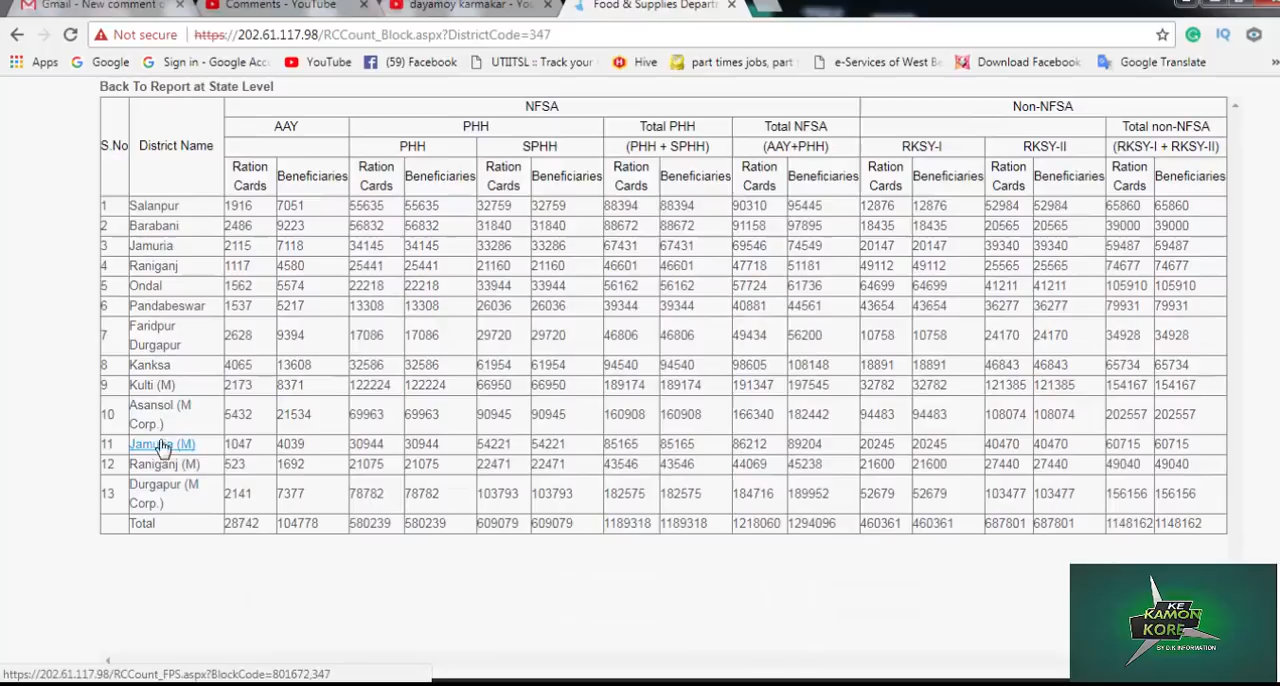 Gmail - New comment o
Comments - YouTube
dayamoy karmakar - You
Food & Supplies Departm
Not secure https://202.61.117.98/RCCount_Block.aspx?DistrictCode=347
Apps Google Sign in - Google Acc YouTube (59) Facebook UTIITSL :: Track your Hive part times jobs, part e-Services of West Be Download Facebook Google Translate
Back To Report at State Level
NFSA Non-NFSA
AAY PHH Total PHH Total NFSA Total non-NFSA
S.No District Name PHH SPHH (PHH + SPHH) (AAY+PHH) RKSY-I RKSY-II (RKSY-I + RKSY-II)
Ration Cards Beneficiaries Ration Cards Beneficiaries Ration Cards Beneficiaries Ration Cards Beneficiaries Ration Cards Beneficiaries Ration Cards Beneficiaries Ration Cards Beneficiaries Ration Cards Beneficiaries
1 Salanpur 1916 7051 55635 55635 32759 32759 88394 88394 90310 95445 12876 12876 52984 52984 65860 65860
2 Barabani 2486 9223 56832 56832 31840 31840 88672 88672 91158 97895 18435 18435 20565 20565 39000 39000
3 Jamuria 2115 7118 34145 34145 33286 33286 67431 67431 69546 74549 20147 20147 39340 39340 59487 59487
4 Raniganj 1117 4580 25441 25441 21160 21160 46601 46601 47718 51181 49112 49112 25565 25565 74677 74677
5 Ondal 1562 5574 22218 22218 33944 33944 56162 56162 57724 61736 64699 64699 41211 41211 105910 105910
6 Pandabeswar 1537 5217 13308 13308 26036 26036 39344 39344 40881 44561 43654 43654 36277 36277 79931 79931
7 Faridpur Durgapur 2628 9394 17086 17086 29720 29720 46806 46806 49434 56200 10758 10758 24170 24170 34928 34928
8 Kanksa 4065 13608 32586 32586 61954 61954 94540 94540 98605 108148 18891 18891 46843 46843 65734 65734
9 Kulti (M) 2173 8371 122224 122224 66950 66950 189174 189174 191347 197545 32782 32782 121385 121385 154167 154167
10 Asansol (M Corp.) 5432 21534 69963 69963 90945 90945 160908 160908 166340 182442 94483 94483 108074 108074 202557 202557
11 Jamuria (M) 1047 4039 30944 30944 54221 54221 85165 85165 86212 89204 20245 20245 40470 40470 60715 60715
12 Raniganj (M) 523 1692 21075 21075 22471 22471 43546 43546 44069 45238 21600 21600 27440 27440 49040 49040
13 Durgapur (M Corp.) 2141 7377 78782 78782 103793 103793 182575 182575 184716 189952 52679 52679 103477 103477 156156 156156
Total 28742 104778 580239 580239 609079 609079 1189318 1189318 1218060 1294096 460361 460361 687801 687801 1148162 1148162
KE
KAMON
KORE
BY D.K INFORMATION
https://202.61.117.98/RCCount_FPS.aspx?BlockCode=801672,347